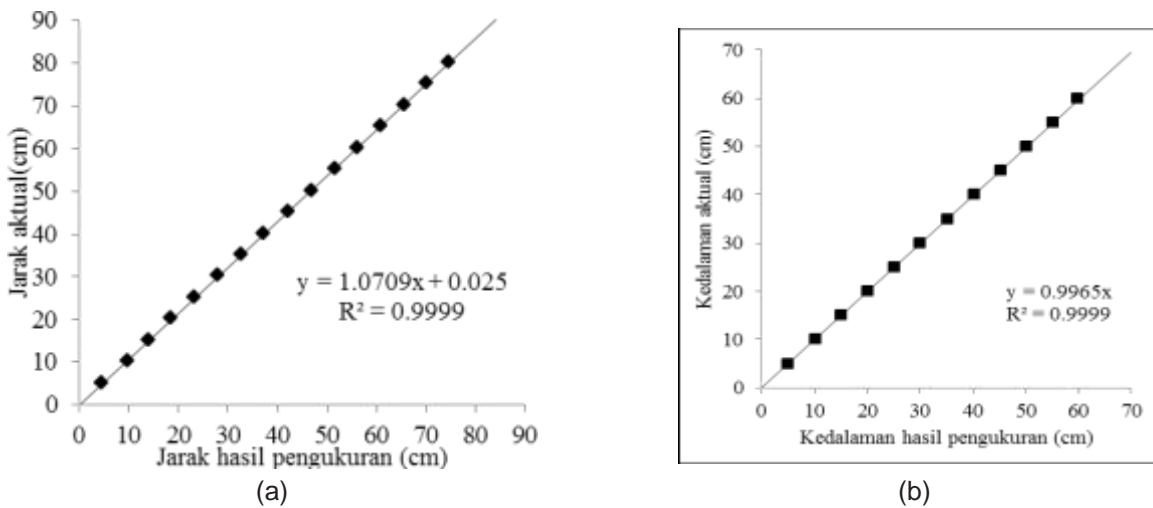 90
80
70
60
50
40
30
20
10
0
Jarak aktual(cm)
y = 1.0709x + 0.025
R² = 0.9999
0 10 20 30 40 50 60 70 80 90
Jarak hasil pengukuran (cm)
(a)
70
60
50
40
30
20
10
0
Kedalaman aktual (cm)
y = 0.9965x
R² = 0.9999
0 10 20 30 40 50 60 70
Kedalaman hasil pengukuran (cm)
(b)